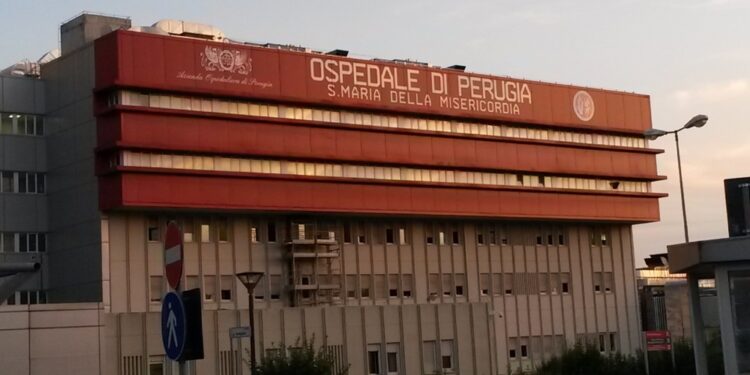 OSPEDALE DI PERUGIA
S. MARIA DELLA MISERICORDIA
Azienda Ospedaliera di Perugia